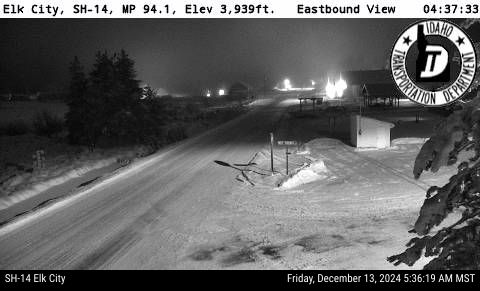 Elk City, SH-14, MP 94.1, Elev 3,939ft. Eastbound View 04:37:33
IDAHO
TRANSPORTATION DEPARTMENT
SH-14 Elk City Friday, December 13, 2024 5:36:19 AM MST